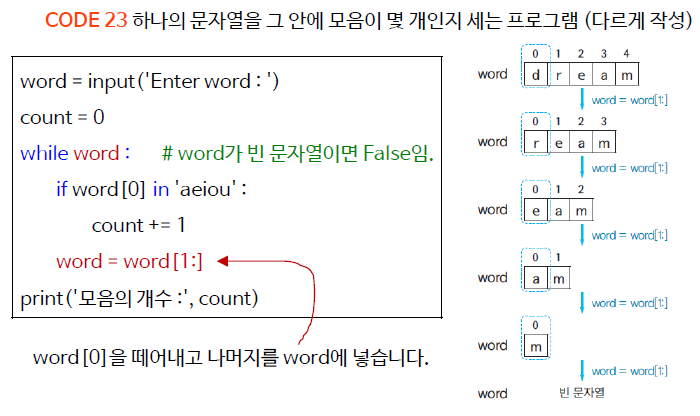 CODE 23 하나의 문자열을 그 안에 모음이 몇 개인지 세는 프로그램 (다르게 작성)
word = input('Enter word : ')
count = 0
while word :     # word가 빈 문자열이면 False임.
if word[0] in 'aeiou' :
count += 1
word = word[1:]
print('모음의 개수 :', count)
word[0]을 떼어내고 나머지를 word에 넣습니다.
0 1 2 3 4
word d r e a m
word = word[1:]
0 1 2 3
word r e a m
word = word[1:]
0 1 2
word e a m
word = word[1:]
0 1
word a m
word = word[1:]
0
word m
word = word[1:]
word 빈 문자열